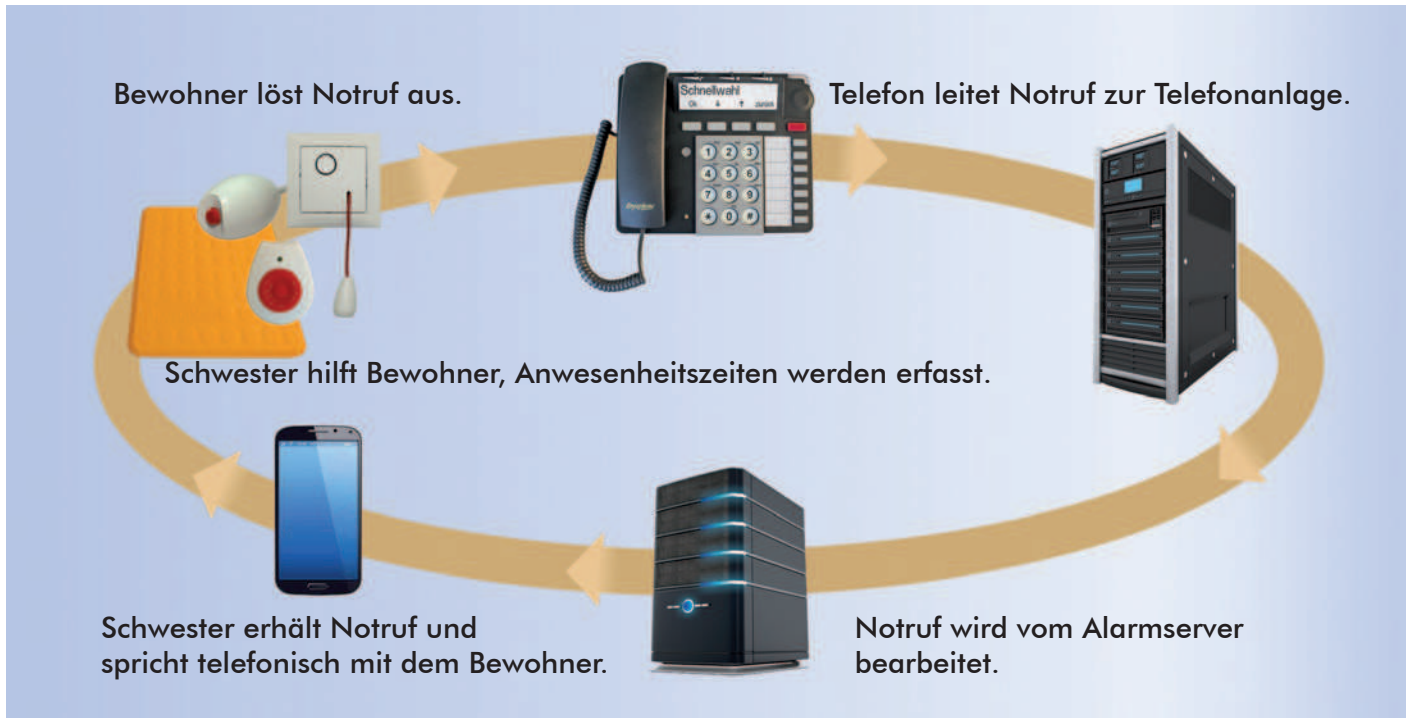 Bewohner löst Notruf aus.
Schnellwahl
Ok ↓ ↑ zurück
Telefon leitet Notruf zur Telefonanlage.
1 2 3
4 5 6
7 8 9
* 0 #
Schwester hilft Bewohner, Anwesenheitszeiten werden erfasst.
Schwester erhält Notruf und
spricht telefonisch mit dem Bewohner.
Notruf wird vom Alarmserver
bearbeitet.